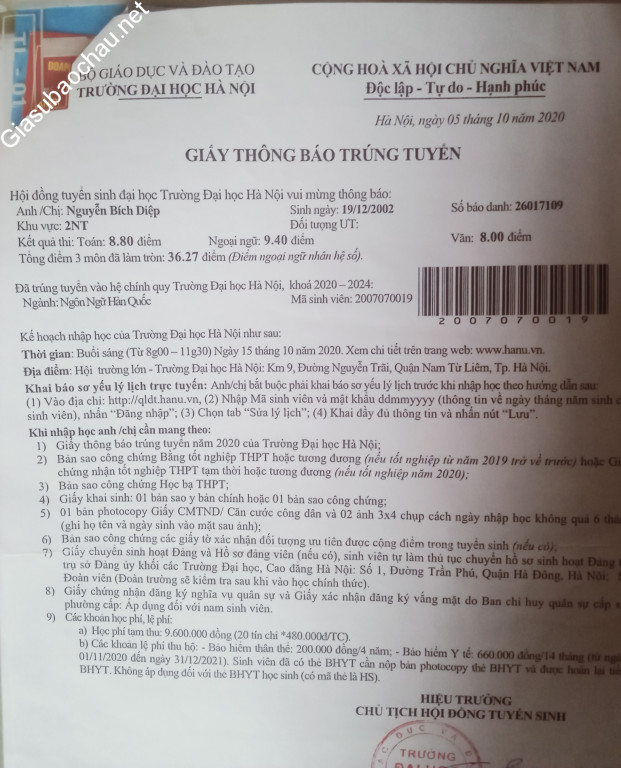 Giasubaochau.net
TL - 01
ĐOÀN
BỘ GIÁO DỤC VÀ ĐÀO TẠO
TRƯỜNG ĐẠI HỌC HÀ NỘI
CỘNG HOÀ XÃ HỘI CHỦ NGHĨA VIỆT NAM
Độc lập - Tự do - Hạnh phúc
Hà Nội, ngày 05 tháng 10 năm 2020
GIẤY THÔNG BÁO TRÚNG TUYỂN
Hội đồng tuyển sinh đại học Trường Đại học Hà Nội vui mừng thông báo:
Anh /Chị: Nguyễn Bích Diệp Sinh ngày: 19/12/2002 Số báo danh: 26017109
Khu vực: 2NT Đối tượng UT:
Kết quả thi: Toán: 8.80 điểm Ngoại ngữ: 9.40 điểm Văn: 8.00 điểm
Tổng điểm 3 môn đã làm tròn: 36.27 điểm (Điểm ngoại ngữ nhân hệ số).
Đã trúng tuyển vào hệ chính quy Trường Đại học Hà Nội, khoá 2020 – 2024:
Ngành: Ngôn Ngữ Hàn Quốc Mã sinh viên: 2007070019
2 0 0 7 0 7 0 0 1 9
Kế hoạch nhập học của Trường Đại học Hà Nội như sau:
Thời gian: Buổi sáng (Từ 8g00 – 11g30) Ngày 15 tháng 10 năm 2020. Xem chi tiết trên trang web: www.hanu.vn.
Địa điểm: Hội trường lớn - Trường Đại học Hà Nội: Km 9, Đường Nguyễn Trãi, Quận Nam Từ Liêm, Tp. Hà Nội.
Khai báo sơ yếu lý lịch trực tuyến: Anh/chị bắt buộc phải khai báo sơ yếu lý lịch trước khi nhập học theo hướng dẫn sau:
(1) Vào địa chỉ: http://qldt.hanu.vn, (2) Nhập Mã sinh viên và mật khẩu ddmmyyyy (thông tin về ngày tháng năm sinh c
sinh viên), nhấn “Đăng nhập”; (3) Chọn tab “Sửa lý lịch”; (4) Khai đầy đủ thông tin và nhấn nút “Lưu”.
Khi nhập học anh /chị cần mang theo:
1) Giấy thông báo trúng tuyển năm 2020 của Trường Đại học Hà Nội;
2) Bản sao công chứng Bằng tốt nghiệp THPT hoặc tương đương (nếu tốt nghiệp từ năm 2019 trở về trước) hoặc Gi
chứng nhận tốt nghiệp THPT tạm thời hoặc tương đương (nếu tốt nghiệp năm 2020);
3) Bản sao công chứng Học bạ THPT;
4) Giấy khai sinh: 01 bản sao y bản chính hoặc 01 bản sao công chứng;
5) 01 bản photocopy Giấy CMTND/ Căn cước công dân và 02 ảnh 3x4 chụp cách ngày nhập học không quá 6 thá
(ghi họ tên và ngày sinh vào mặt sau ảnh);
6) Bản sao công chứng các giấy tờ xác nhận đối tượng ưu tiên được cộng điểm trong tuyển sinh (nếu có);
7) Giấy chuyển sinh hoạt Đảng và Hồ sơ đảng viên (nếu có), sinh viên tự làm thủ tục chuyển hồ sơ sinh hoạt Đảng
trụ sở Đảng ủy khối các Trường Đại học, Cao đẳng Hà Nội: Số 1, Đường Trần Phú, Quận Hà Đông, Hà Nội;
Đoàn viên (Đoàn trường sẽ kiểm tra sau khi vào học chính thức).
8) Giấy chứng nhận đăng ký nghĩa vụ quân sự và Giấy xác nhận đăng ký vắng mặt do Ban chỉ huy quân sự cấp
phường cấp: Áp dụng đối với nam sinh viên.
9) Các khoản học phí, lệ phí:
a) Học phí tạm thu: 9.600.000 đồng (20 tín chỉ *480.000đ/TC).
b) Các khoản lệ phí thu hộ: - Bảo hiểm thân thể: 200.000 đồng/4 năm; - Bảo hiểm Y tế: 660.000 đồng/14 tháng (từ ngà
01/11/2020 đến ngày 31/12/2021). Sinh viên đã có thẻ BHYT cần nộp bản photocopy thẻ BHYT và được hoàn lại
BHYT. Không áp dụng đối với thẻ BHYT học sinh (có mã thẻ là HS).
HIỆU TRƯỞNG
CHỦ TỊCH HỘI ĐỒNG TUYỂN SINH
DỤC VÀ
TRƯỜNG